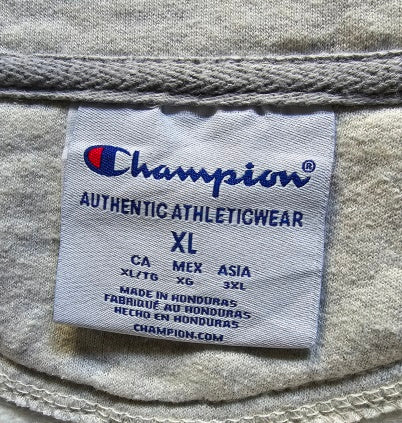 Champion®
AUTHENTIC ATHLETICWEAR
XL
CA MEX ASIA
XL/TG XG 3XL
MADE IN HONDURAS
FABRIQUÉ AU HONDURAS
HECHO EN HONDURAS
CHAMPION.COM